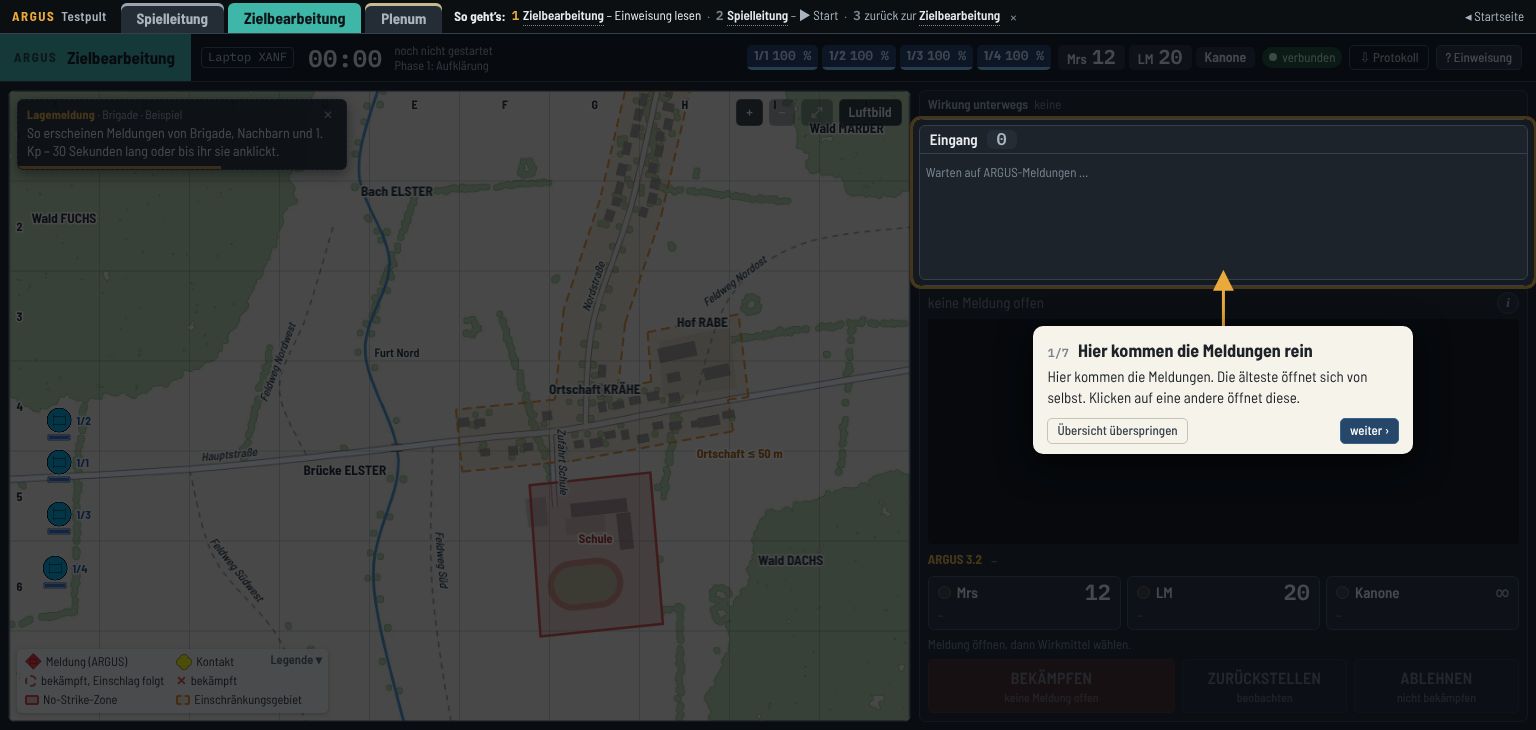 ARGUS Testpult
Spielleitung
Zielbearbeitung
Plenum
So geht's: 1 Zielbearbeitung – Einweisung lesen · 2 Spielleitung – ▶ Start · 3 zurück zur Zielbearbeitung ×
◂ Startseite
ARGUS Zielbearbeitung
Laptop XANF
00:00
noch nicht gestartet
Phase 1: Aufklärung
1/1 100 %
1/2 100 %
1/3 100 %
1/4 100 %
Mrs 12
LM 20
Kanone
verbunden
⇩ Protokoll
? Einweisung
Lagemeldung · Brigade · Beispiel ×
So erscheinen Meldungen von Brigade, Nachbarn und 1.
Kp – 30 Sekunden lang oder bis ihr sie anklickt.
E
F
G
H
I
+
−
⤢
Luftbild
Wald MARDER
Bach ELSTER
Wald FUCHS
2
3
4
5
6
Nordstraße
Feldweg Nordost
Hof RABE
Feldweg Nordwest
Furt Nord
Ortschaft KRÄHE
1/2
1/1
1/3
1/4
Hauptstraße
Brücke ELSTER
Zufahrt Schule
Ortschaft ≤ 50 m
Schule
Feldweg Südwest
Feldweg Süd
Wald DACHS
Meldung (ARGUS)
Kontakt
Legende ▾
bekämpft, Einschlag folgt
bekämpft
No-Strike-Zone
Einschränkungsgebiet
Wirkung unterwegs keine
Eingang 0
Warten auf ARGUS-Meldungen …
keine Meldung offen
i
1/7 Hier kommen die Meldungen rein
Hier kommen die Meldungen. Die älteste öffnet sich von
selbst. Klicken auf eine andere öffnet diese.
Übersicht überspringen
weiter ›
ARGUS 3.2 –
Mrs 12
–
LM 20
–
Kanone ∞
–
Meldung öffnen, dann Wirkmittel wählen.
BEKÄMPFEN
keine Meldung offen
ZURÜCKSTELLEN
beobachten
ABLEHNEN
nicht bekämpfen